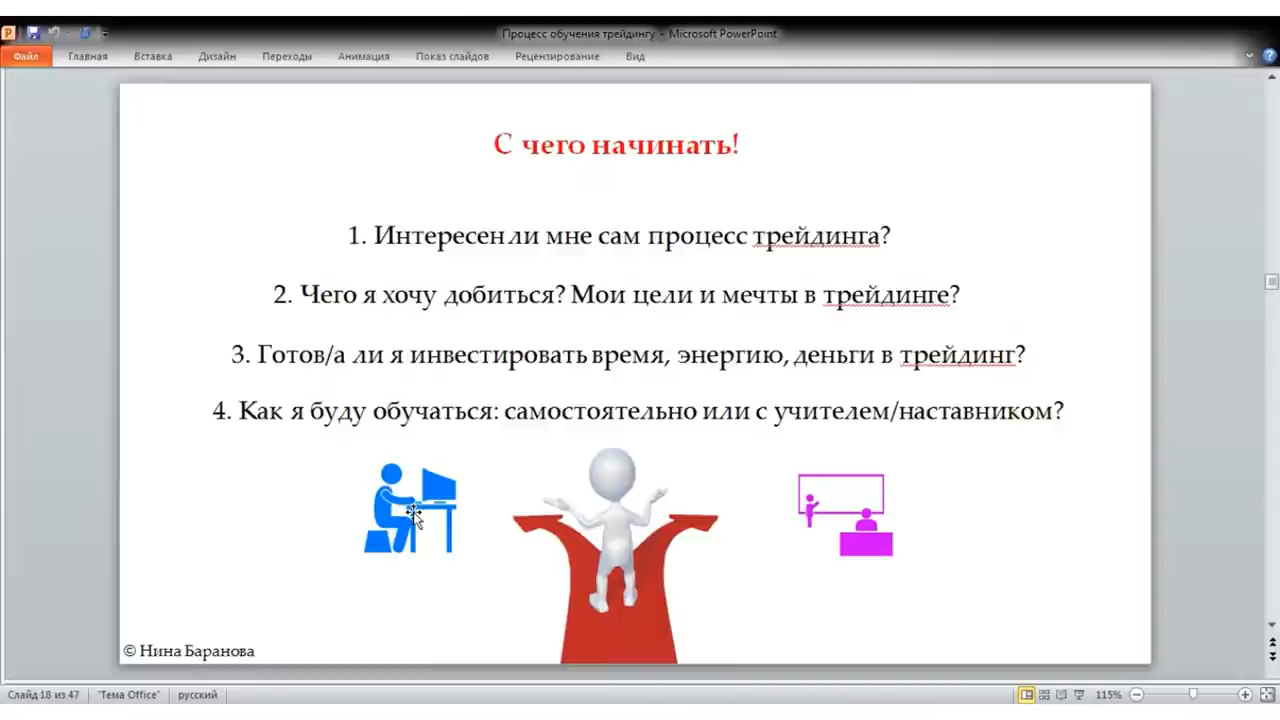 Процесс обучения трейдингу - Microsoft PowerPoint
Файл Главная Вставка Дизайн Переходы Анимация Показ слайдов Рецензирование Вид
С чего начинать!
1. Интересен ли мне сам процесс трейдинга?
2. Чего я хочу добиться? Мои цели и мечты в трейдинге?
3. Готов/а ли я инвестировать время, энергию, деньги в трейдинг?
4. Как я буду обучаться: самостоятельно или с учителем/наставником?
© Нина Баранова
Слайд 18 из 47 "Тема Office" русский 115%